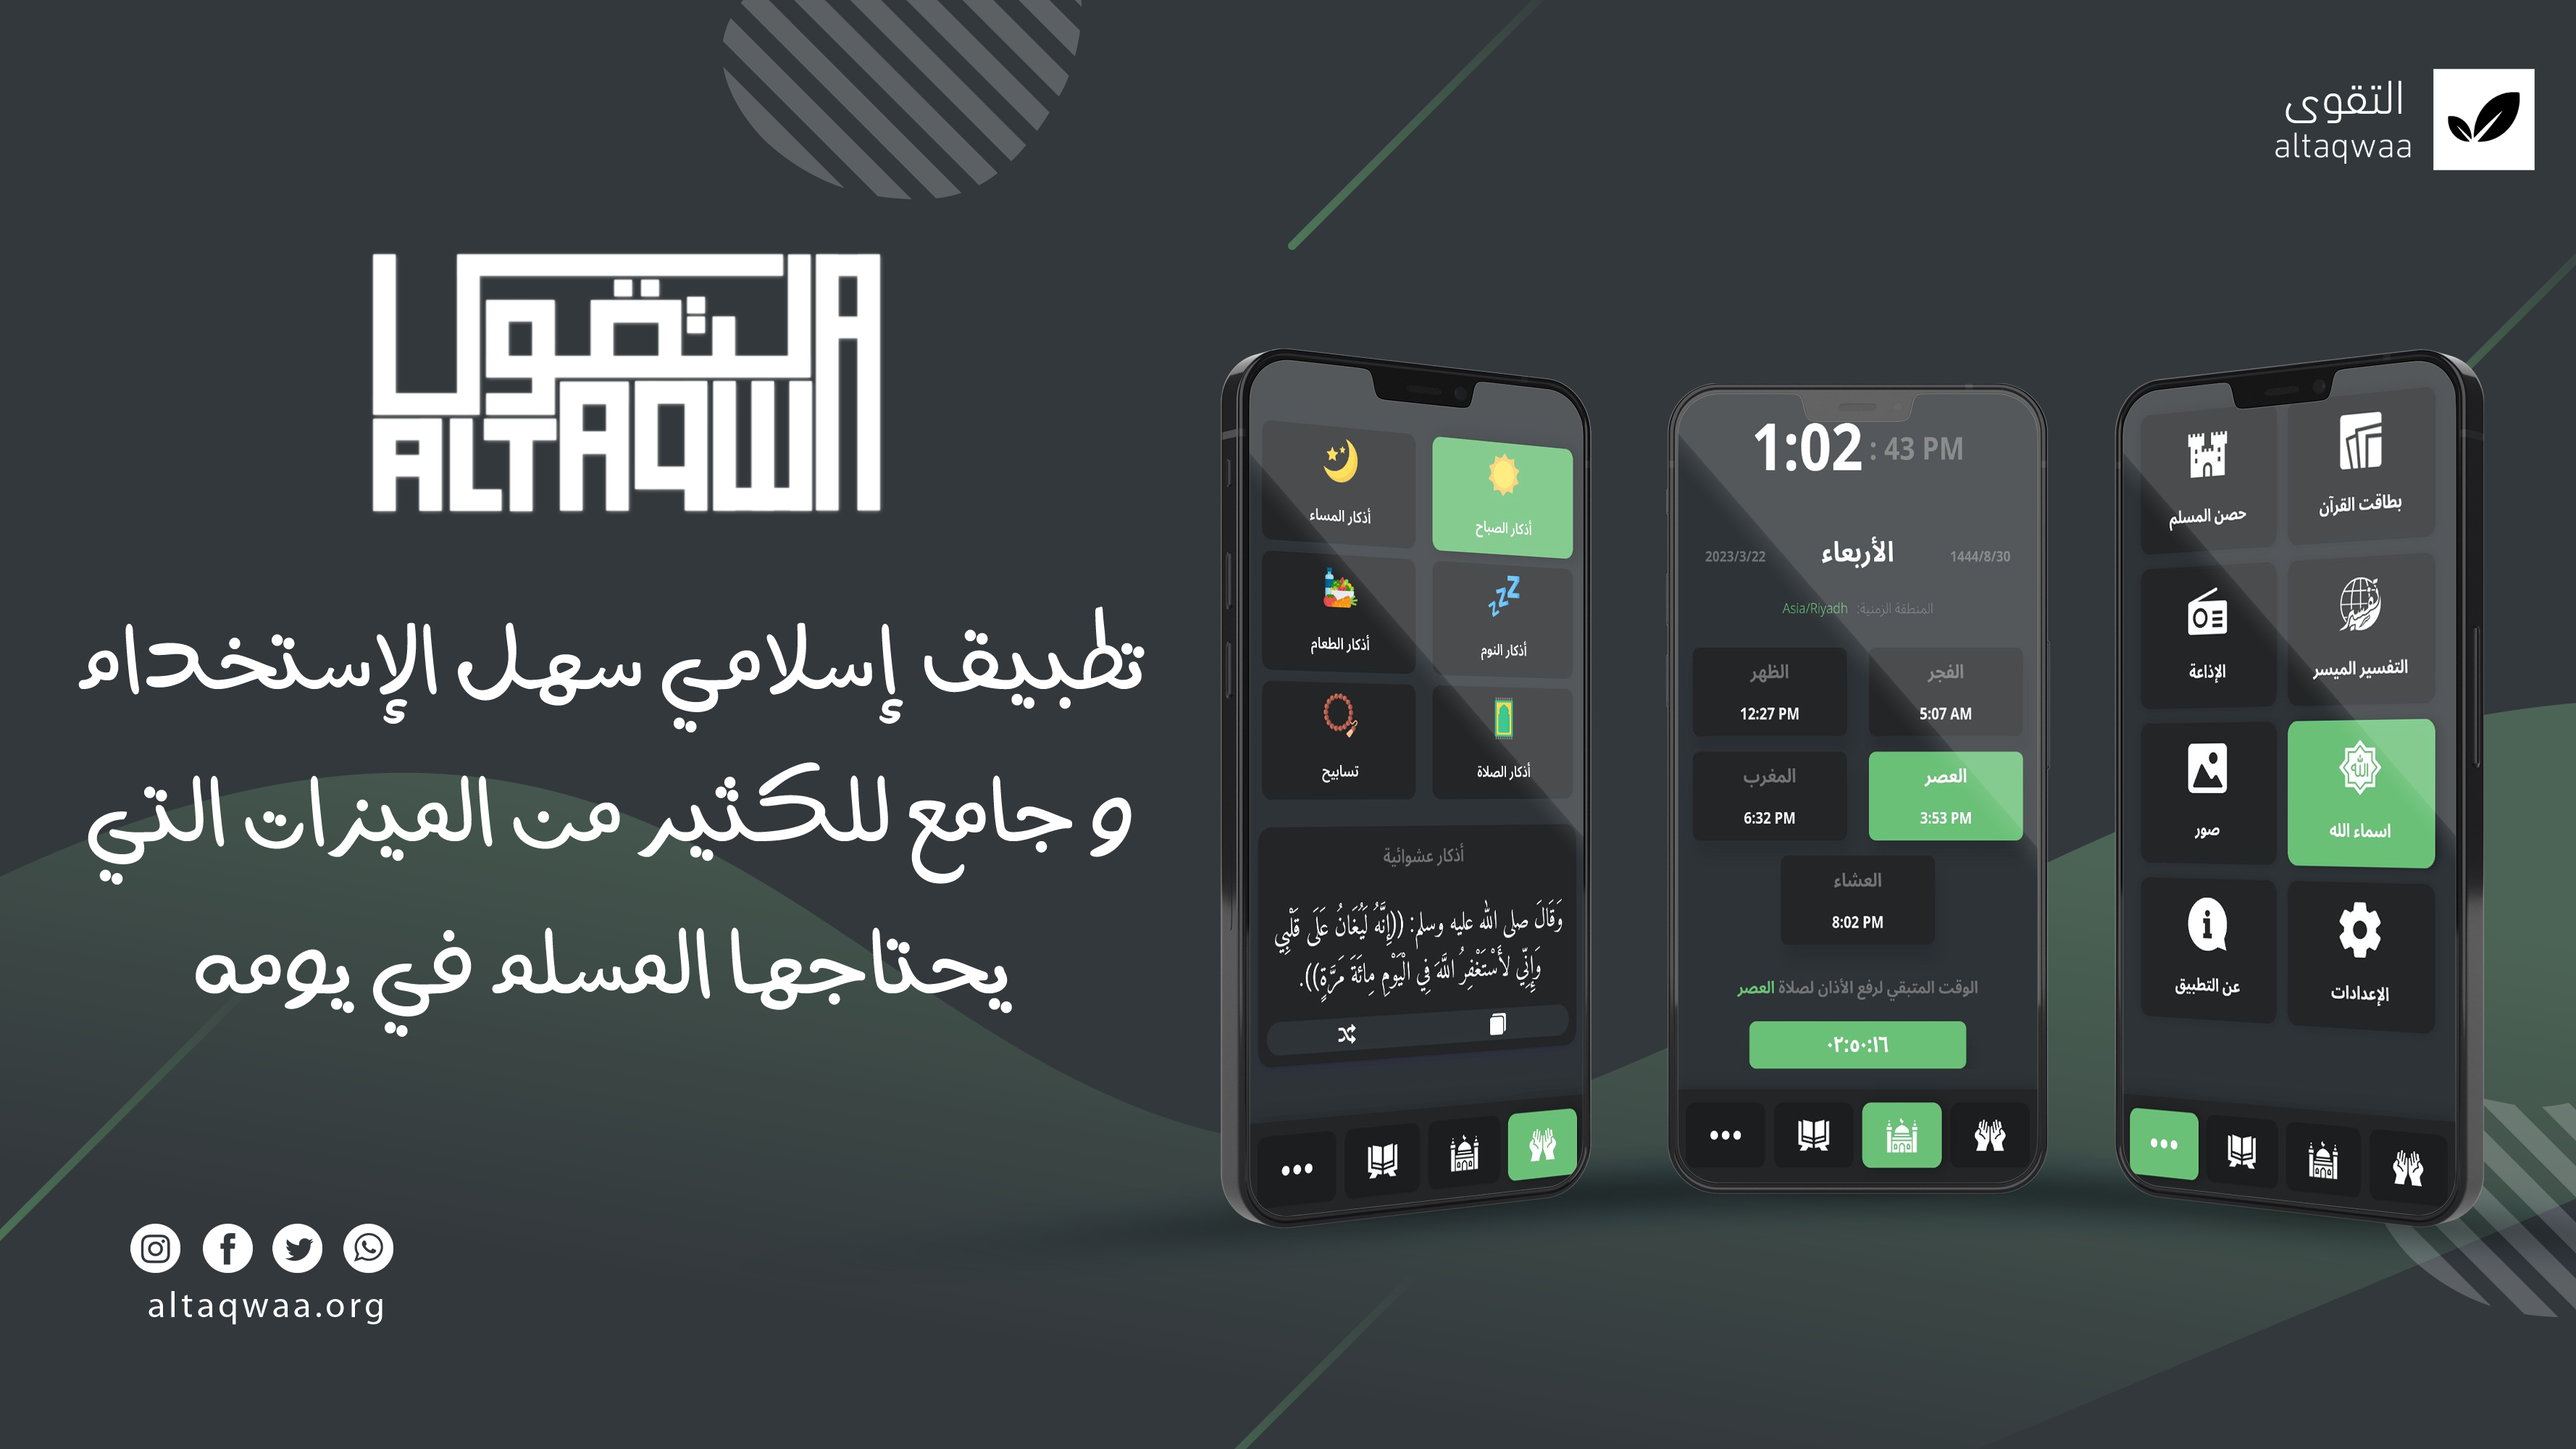 التقوى
altaqwaa
التقوى
ALTAQWA
تطبيق إسلامي سهل الإستخدام
و جامع للكثير من الميزات التي
يحتاجها المسلم في يومه
altaqwaa.org
أذكار الصباح
أذكار المساء
أذكار النوم
أذكار الطعام
أذكار الصلاة
تسابيح
أذكار عشوائية
وَقَالَ صلى الله عليه وسلم: ((إِنَّهُ لَيُغَانُ عَلَى قَلْبِي
وَإِنِّي لأَسْتَغْفِرُ اللَّهَ فِي الْيَوْمِ مِائَةَ مَرَّةٍ)).
1:02 : 43 PM
1444/8/30 الأربعاء 2023/3/22
المنطقة الزمنية: Asia/Riyadh
الفجر
5:07 AM
الظهر
12:27 PM
العصر
3:53 PM
المغرب
6:32 PM
العشاء
8:02 PM
الوقت المتبقي لرفع الأذان لصلاة العصر
٠٢:٥٠:١٦
بطاقت القرآن
حصن المسلم
التفسير الميسر
الإذاعة
اسماء الله
صور
الإعدادات
عن التطبيق